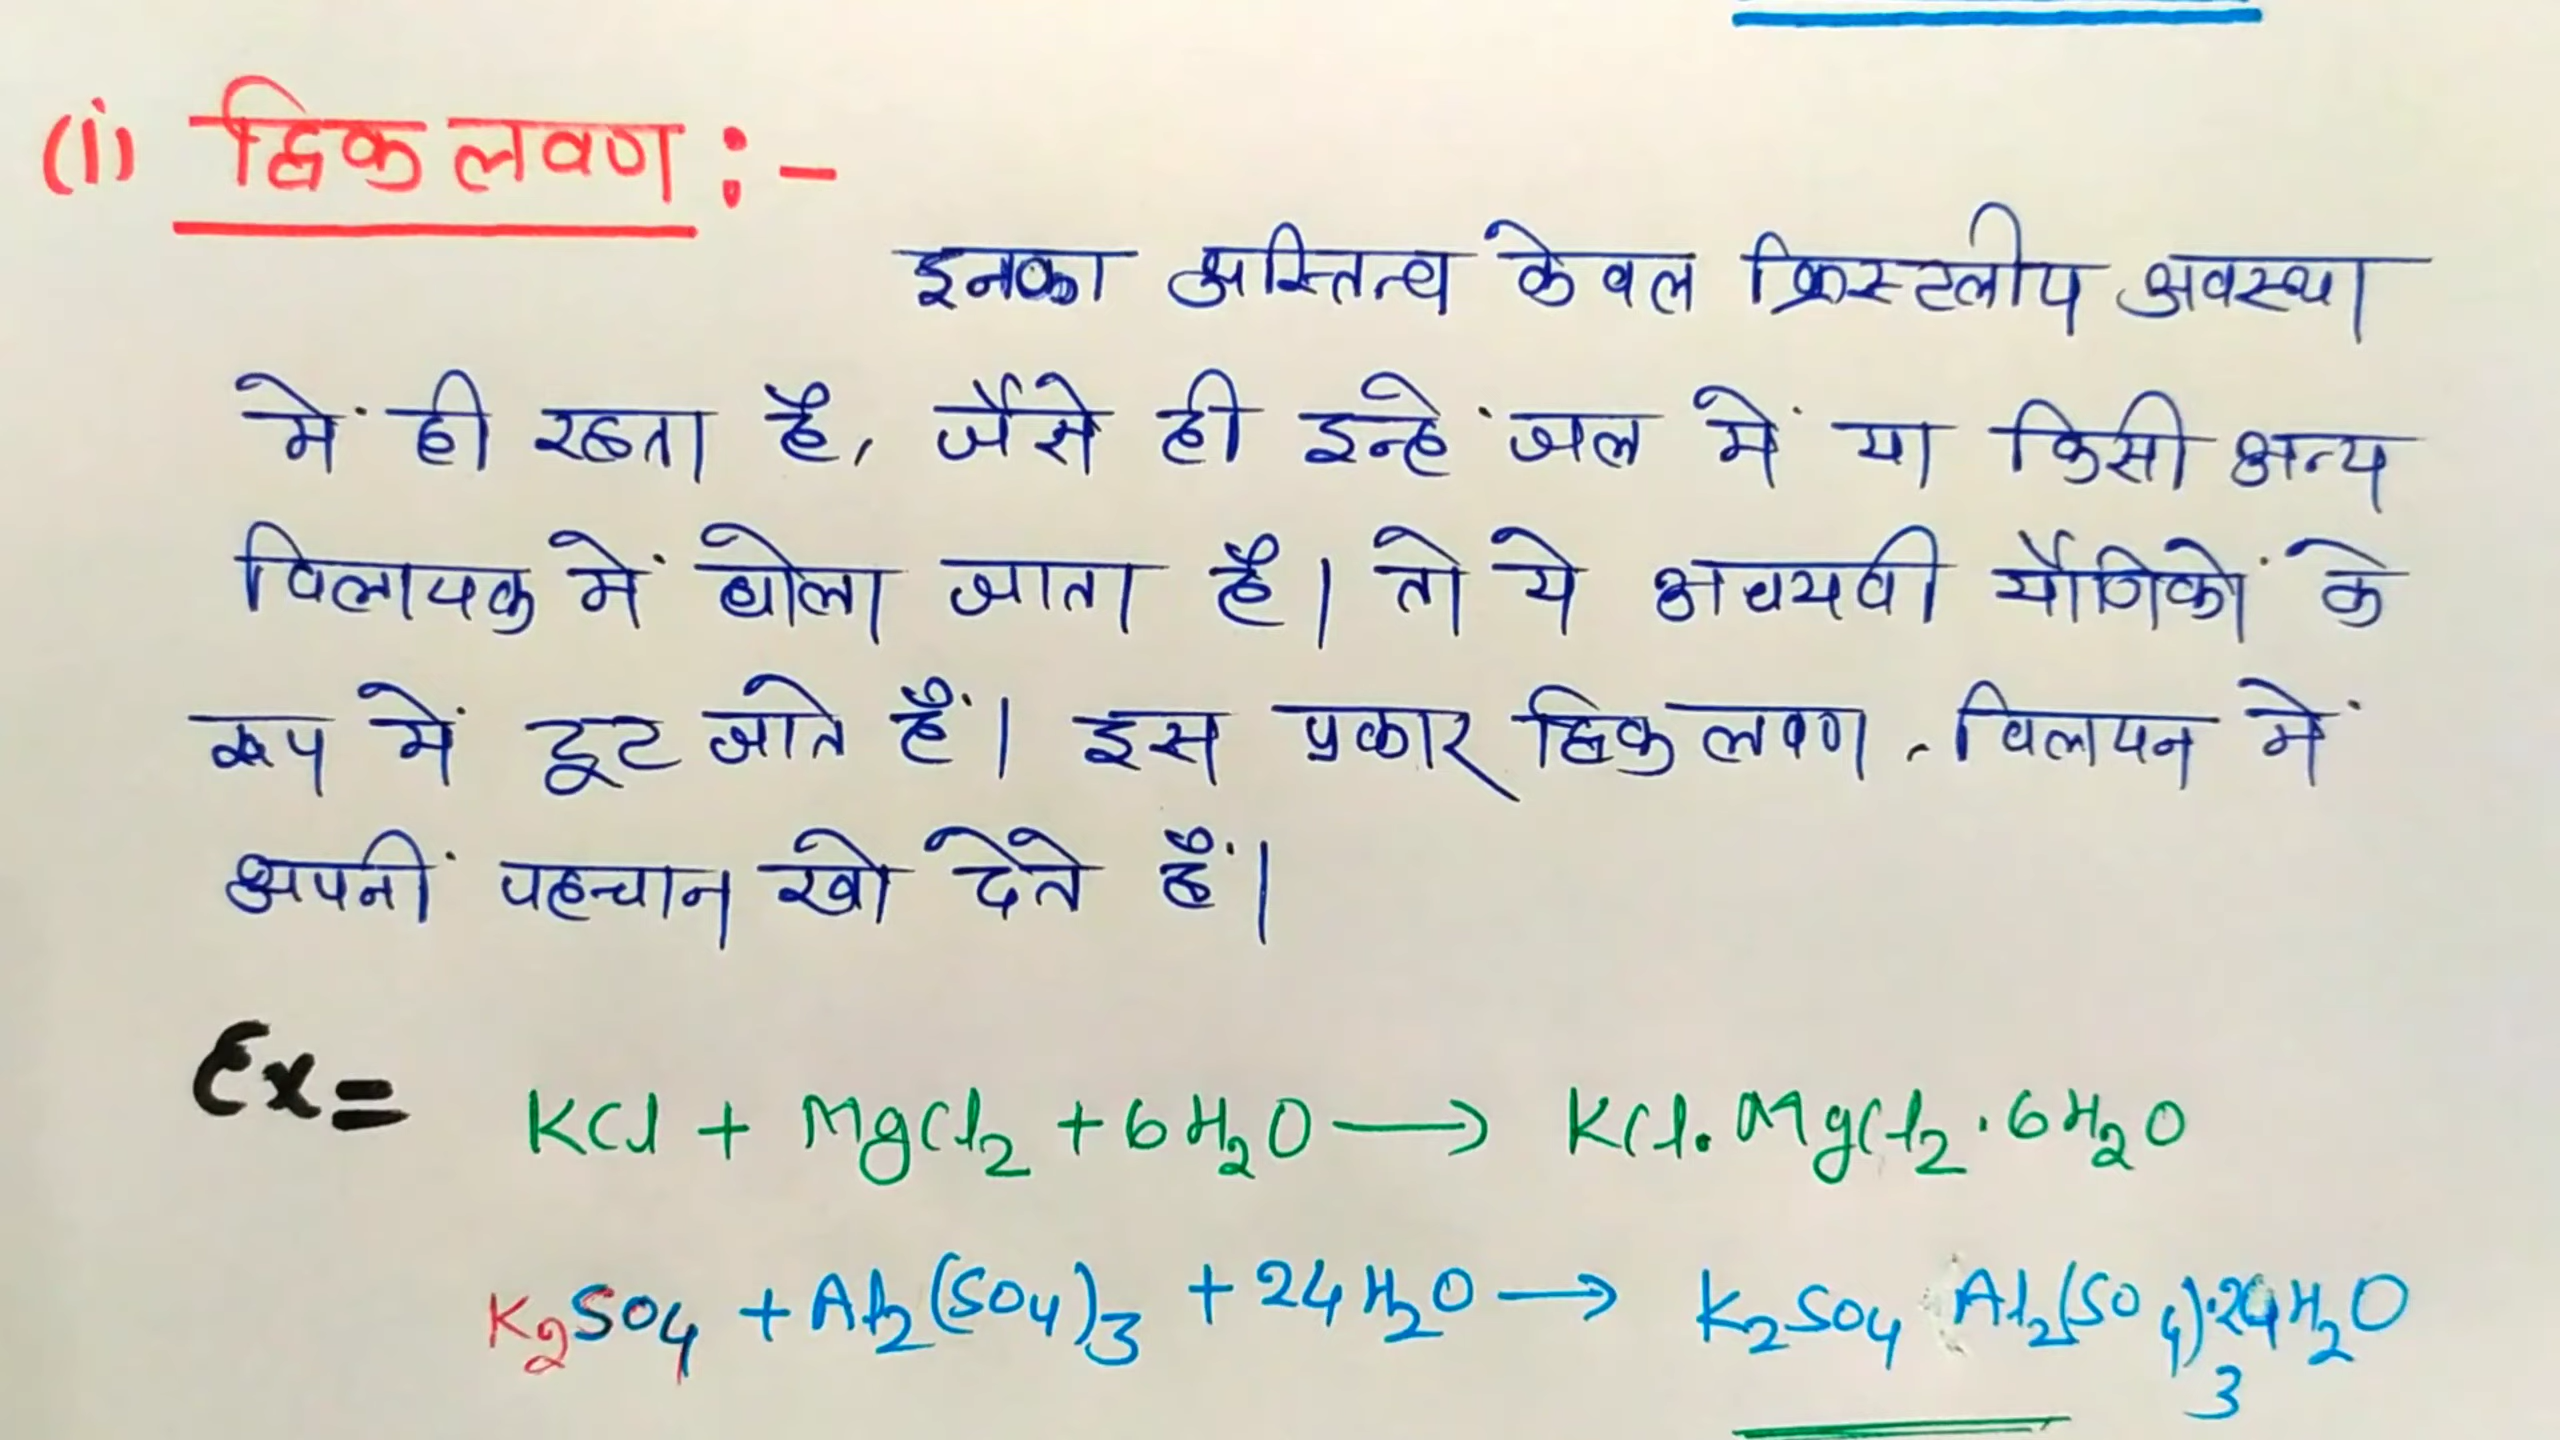 (i) द्विक लवण :-
इनका अस्तित्व केवल क्रिस्टलीय अवस्था
में ही रहता है, जैसे ही इन्हें जल में या किसी अन्य
विलायक में घोला जाता है। तो ये अवयवी यौगिकों के
रूप में टूट जाते हैं। इस प्रकार द्विक लवण, विलयन में
अपनीं पहचान खो देते हैं।
Ex=
KCl + MgCl₂ + 6H₂O ⟶ KCl.MgCl₂.6H₂O
K₂SO₄ + Al₂(SO₄)₃ + 24H₂O ⟶ K₂SO₄ Al₂(SO₄)₃.24H₂O